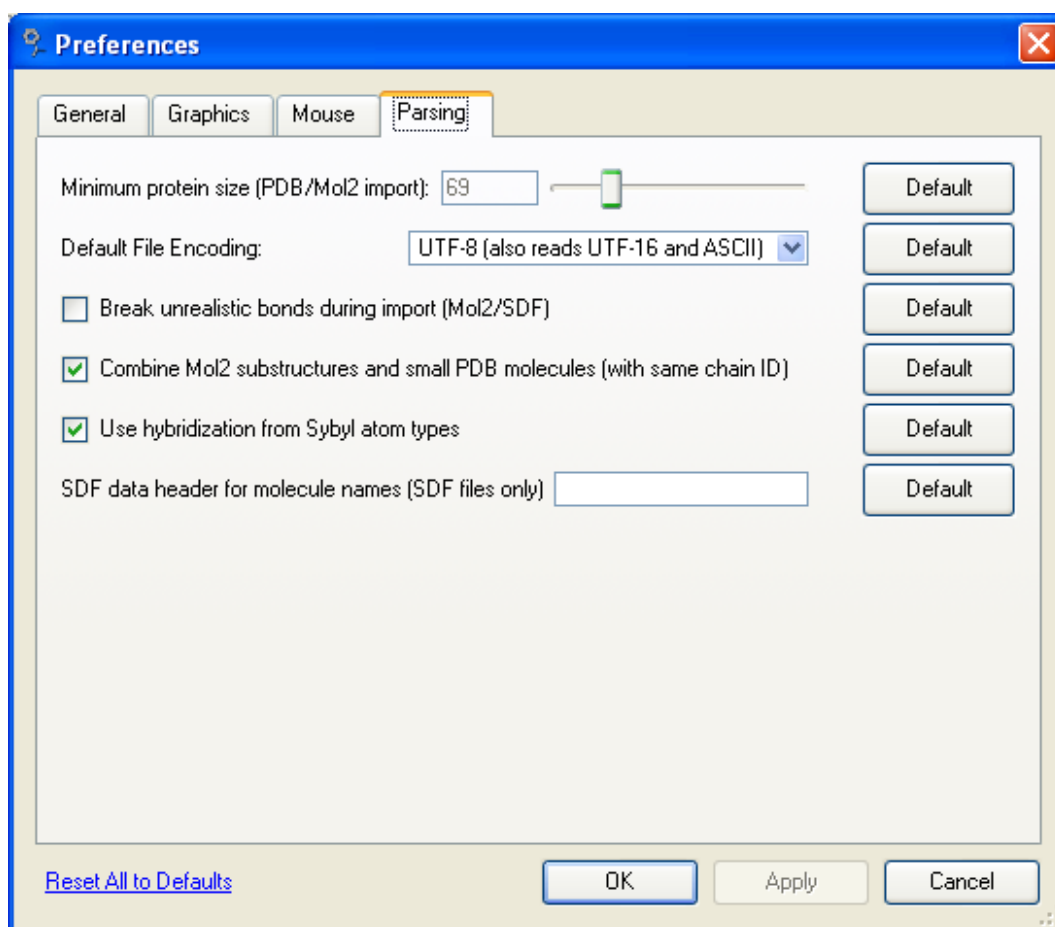 Preferences
General Graphics Mouse Parsing
Minimum protein size (PDB/Mol2 import): 69 Default
Default File Encoding: UTF-8 (also reads UTF-16 and ASCII) Default
Break unrealistic bonds during import (Mol2/SDF) Default
Combine Mol2 substructures and small PDB molecules (with same chain ID) Default
Use hybridization from Sybyl atom types Default
SDF data header for molecule names (SDF files only) Default
Reset All to Defaults OK Apply Cancel